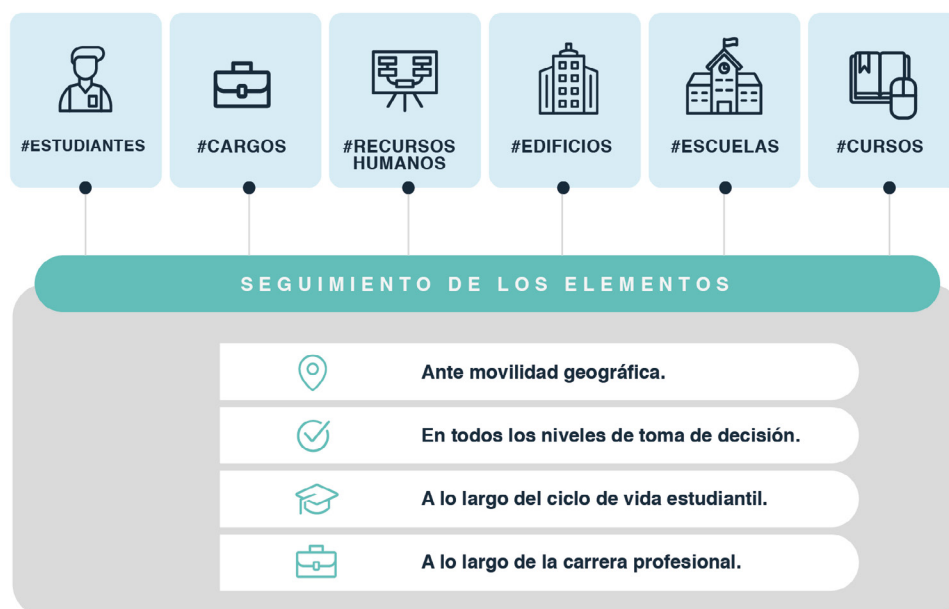 #ESTUDIANTES
#CARGOS
#RECURSOS
HUMANOS
#EDIFICIOS
#ESCUELAS
#CURSOS
SEGUIMIENTO DE LOS ELEMENTOS
Ante movilidad geográfica.
En todos los niveles de toma de decisión.
A lo largo del ciclo de vida estudiantil.
A lo largo de la carrera profesional.